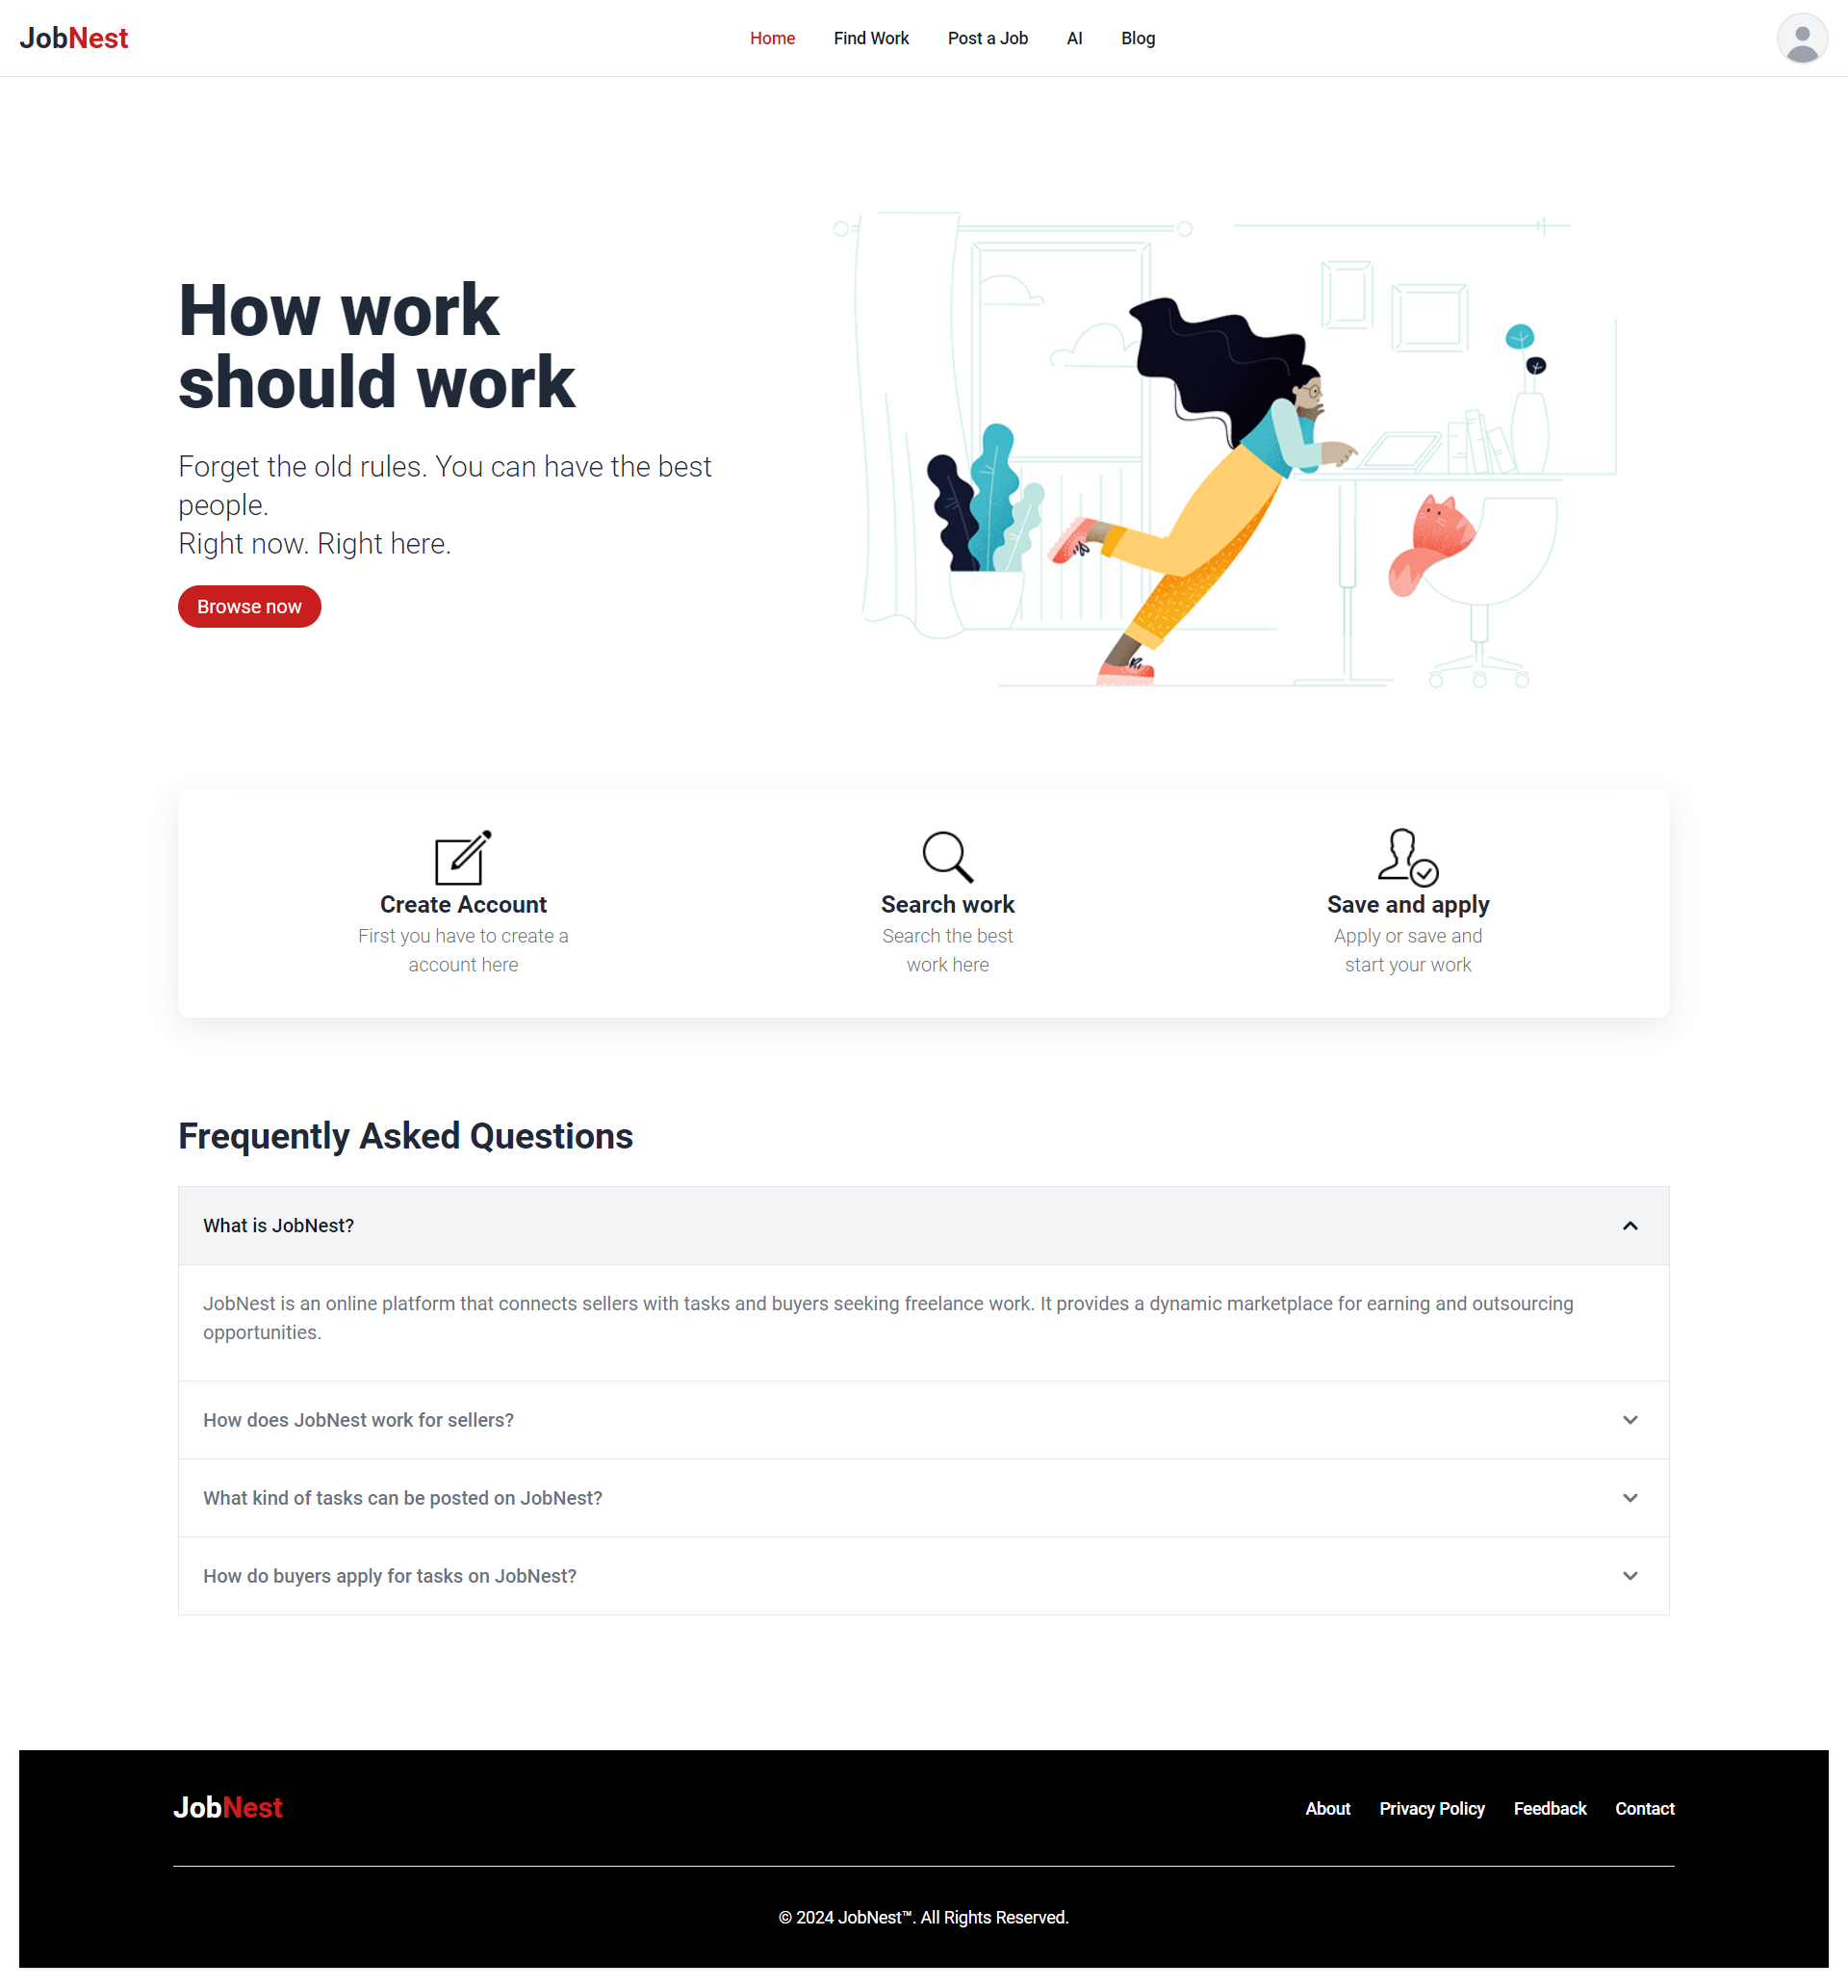 JobNest
Home
Find Work
Post a Job
AI
Blog
How work
should work
Forget the old rules. You can have the best
people.
Right now. Right here.
Browse now
Create Account
First you have to create a
account here
Search work
Search the best
work here
Save and apply
Apply or save and
start your work
Frequently Asked Questions
What is JobNest?
JobNest is an online platform that connects sellers with tasks and buyers seeking freelance work. It provides a dynamic marketplace for earning and outsourcing
opportunities.
How does JobNest work for sellers?
What kind of tasks can be posted on JobNest?
How do buyers apply for tasks on JobNest?
JobNest
About
Privacy Policy
Feedback
Contact
© 2024 JobNest™. All Rights Reserved.